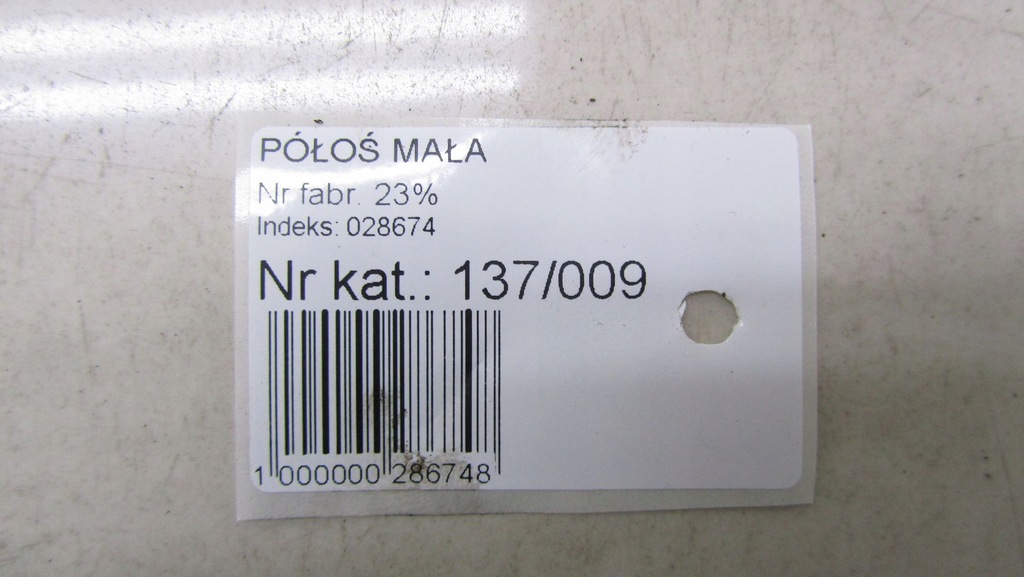 PÓŁOŚ MAŁA
Nr fabr. 23%
Indeks: 028674
Nr kat.: 137/009
1 000000 286748